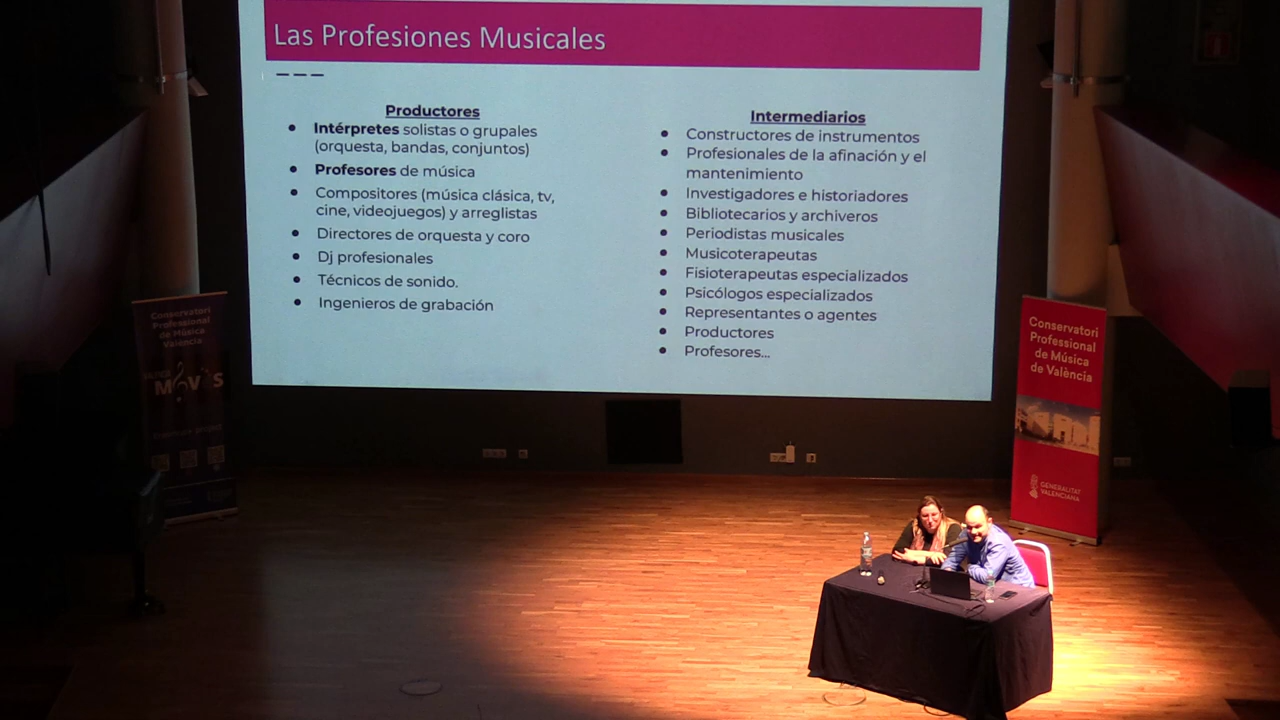 Las Profesiones Musicales
Productores
Intérpretes solistas o grupales
(orquesta, bandas, conjuntos)
Profesores de música
Compositores (música clásica, tv,
cine, videojuegos) y arreglistas
Directores de orquesta y coro
Dj profesionales
Técnicos de sonido.
Ingenieros de grabación
Intermediarios
Constructores de instrumentos
Profesionales de la afinación y el
mantenimiento
Investigadores e historiadores
Bibliotecarios y archiveros
Periodistas musicales
Musicoterapeutas
Fisioterapeutas especializados
Psicólogos especializados
Representantes o agentes
Productores
Profesores...
Conservatori
Professional
de Música
València
Conservatori
Professional
de Música
de València
GENERALITAT
VALENCIANA